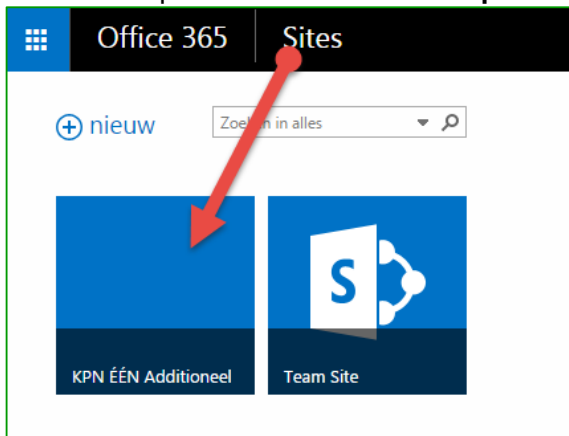 Office 365 Sites
nieuw
Zoeken in alles
S
KPN ÉÉN Additioneel
Team Site